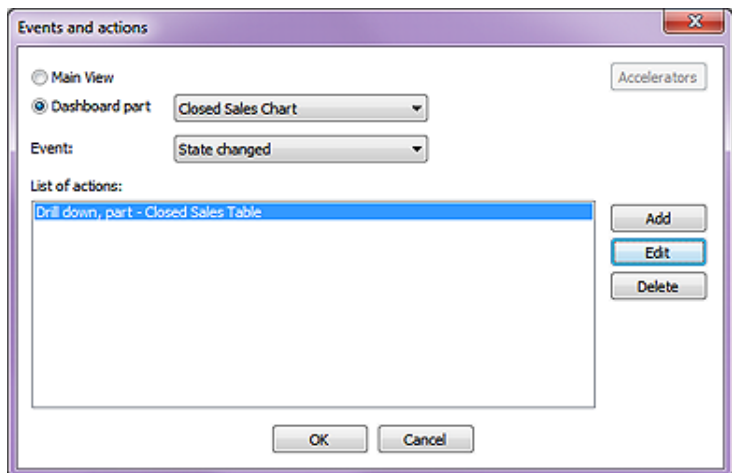 Events and actions
Main View
Accelerators
Dashboard part
Closed Sales Chart
Event:
State changed
List of actions:
Drill down, part - Closed Sales Table
Add
Edit
Delete
OK
Cancel